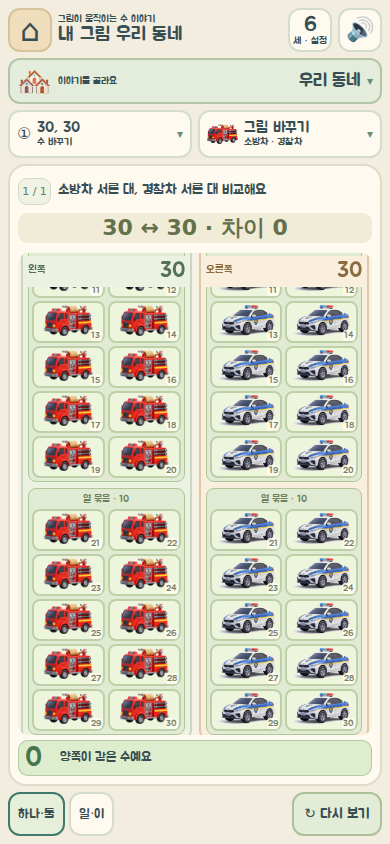 그림이 움직이는 수 이야기
내 그림 우리 동네
6
세 · 설정
이야기를 골라요
우리 동네 ▾
① 30, 30
수 바꾸기
▾
그림 바꾸기
소방차 · 경찰차
▾
1 / 1
소방차 서른 대, 경찰차 서른 대 비교해요
30 ↔ 30 · 차이 0
왼쪽 30
오른쪽 30
11 12 11 12
13 14 13 14
15 16 15 16
17 18 17 18
19 20 19 20
열 묶음 · 10
열 묶음 · 10
21 22 21 22
23 24 23 24
25 26 25 26
27 28 27 28
29 30 29 30
0 양쪽이 같은 수예요
하나·둘
일·이
↻ 다시 보기